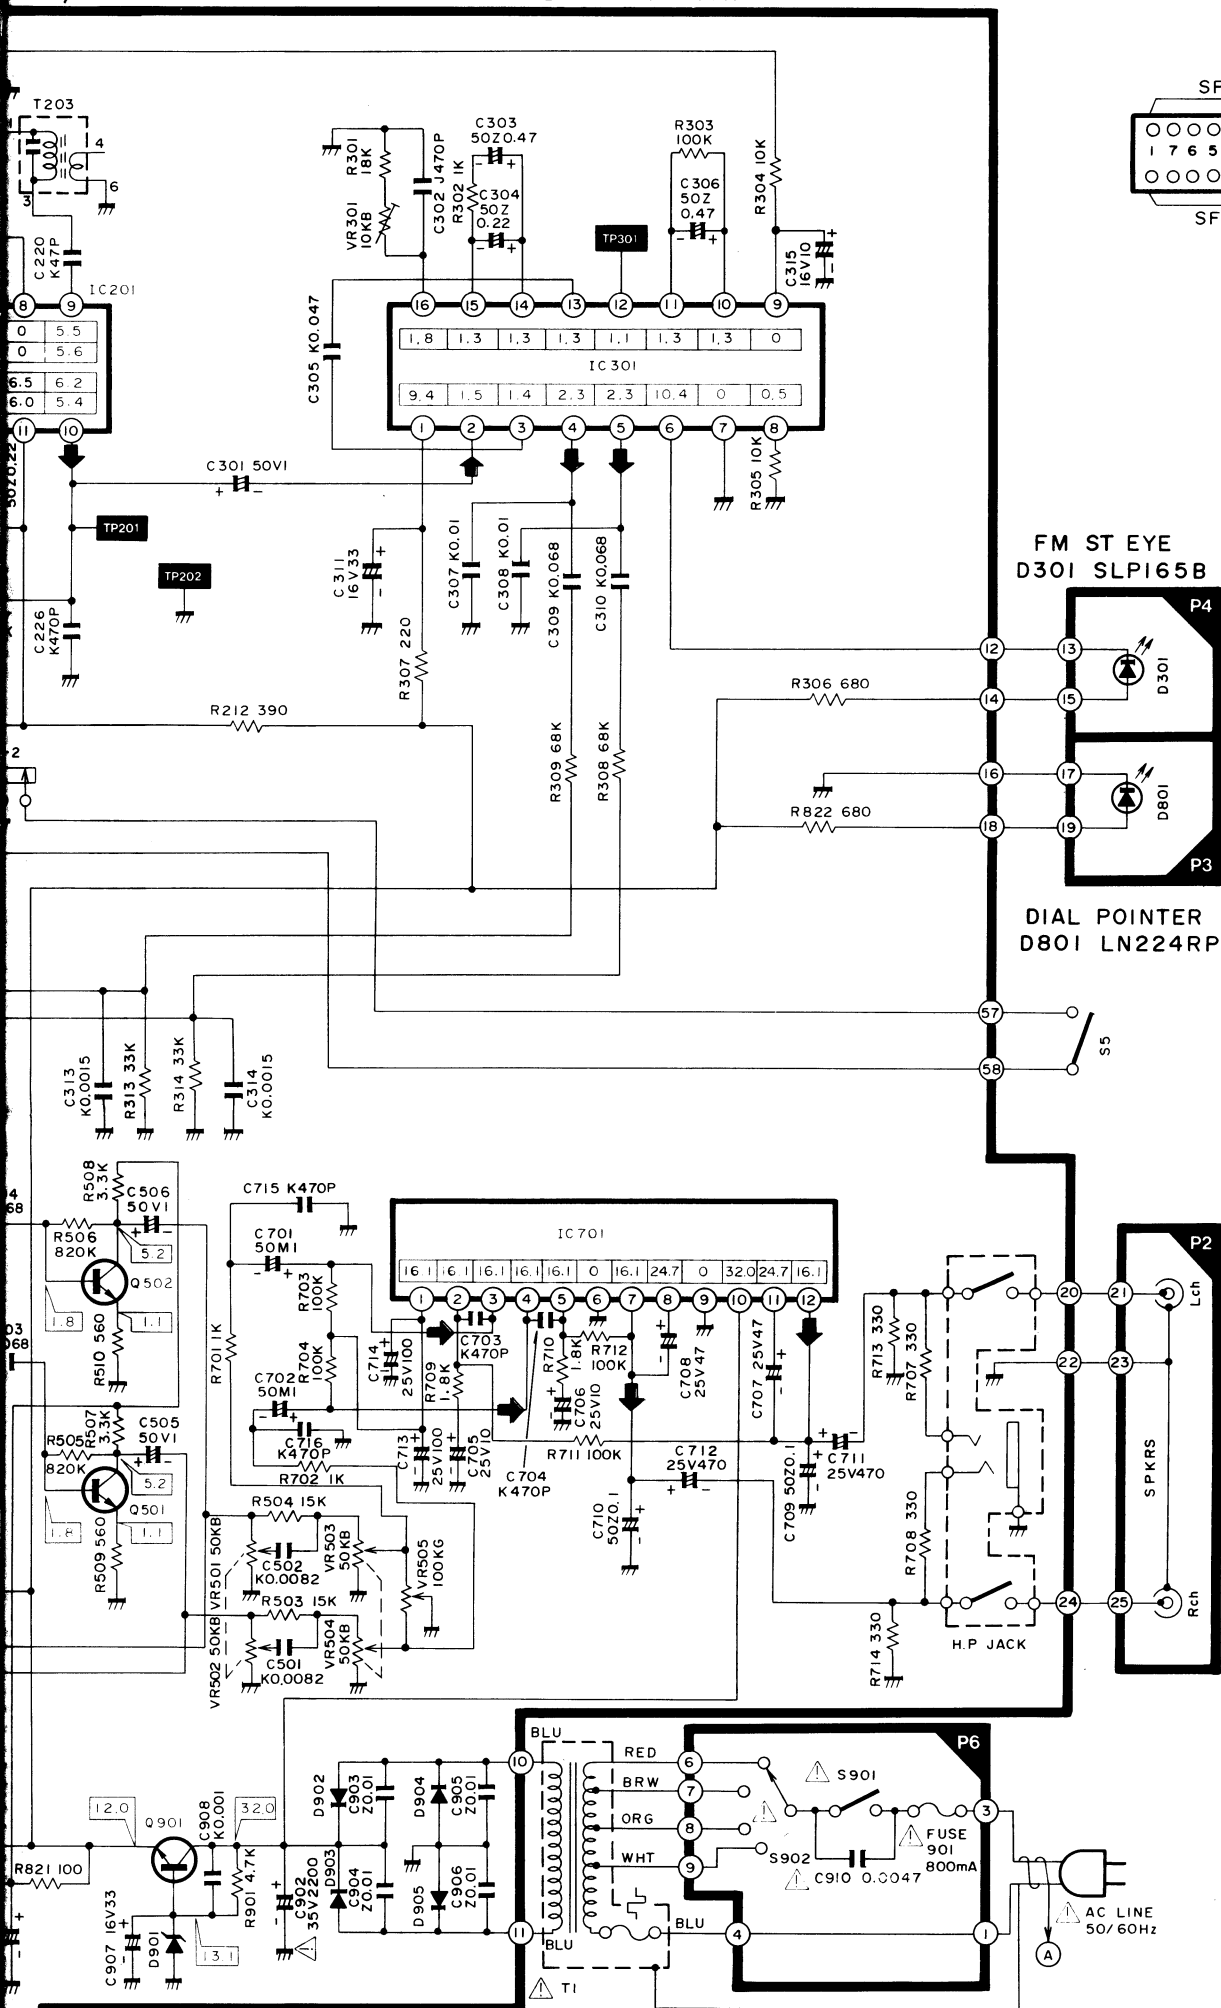 SF
1 7 6 5
SF
T203
4
6
3
C220
K47P
IC201
8 9
0 5.5
0 5.6
6.5 6.2
6.0 5.4
11 10
50Z0.22
R301
18K
VR301
10KB
C302 J470P
R302 1K
C303
50Z0.47
- +
C304
50Z
0.22
- +
R303
100K
C306
50Z
0.47
- +
R304 10K
TP301
C315
16V10
+
-
C305 K0.047
16 15 14 13 12 11 10 9
1.8 1.3 1.3 1.3 1.1 1.3 1.3 0
IC301
9.4 1.5 1.4 2.3 2.3 10.4 0 0.5
1 2 3 4 5 6 7 8
R305 10K
C301 50V1
+ -
TP201
TP202
C226
K470P
C311
16V33
+
-
C307 K0.01
C308 K0.01
C309 K0.068
C310 K0.068
R307 220
R212 390
R309 68K
R308 68K
FM ST EYE
D301 SLP165B
P4
12 13
D301
R306 680
14 15
2
16 17
D801
R822 680
18 19
P3
DIAL POINTER
D801 LN224RP
57
S5
58
C313
K0.0015
R313 33K
R314 33K
C314
K0.0015
R508
3.3K
C506
50V1
+ -
R506
820K
5.2
Q502
1.8
1.1
R510 560
R507
3.3K
C505
50V1
+ -
R505
820K
5.2
Q501
1.8
1.1
R509 560
C715 K470P
C701
50M1
- +
R703
100K
R701 1K
R704
100K
C702
50M1
- +
C716
K470P
R702 1K
R504 15K
C502
K0.0082
VR501 50KB
VR503
50KB
VR505
100KG
R503 15K
C501
K0.0082
VR502 50KB
VR504
50KB
IC701
16.1 16.1 16.1 16.1 16.1 0 16.1 24.7 0 32.0 24.7 16.1
1 2 3 4 5 6 7 8 9 10 11 12
C714
25V100
C703
K470P
R709
1.8K
R710
1.8K
R712
100K
C708
25V47
C707 25V47
C706
25V10
C713
25V100
C705
25V10
R711 100K
C704
K470P
C712
25V470
+ -
C710
50Z0.1
C709 50Z0.1
C711
25V470
R713 330
R707 330
R708 330
R714 330
H.P JACK
20 21
22 23
24 25
P2
Lch
SPKRS
Rch
12.0
Q901
C908
K0.001
32.0
R821 100
R901 4.7K
C907 16V33
D901
13.1
C902
35V2200
D902
C903
Z0.01
D904
C905
Z0.01
D903
C904
Z0.01
D905
C906
Z0.01
10
BLU
11
BLU
T1
RED
BRW
ORG
WHT
BLU
6
7
8
9
4
P6
S901
S902
C910 0.0047
FUSE
901
800mA
3
1
AC LINE
50/60Hz
A